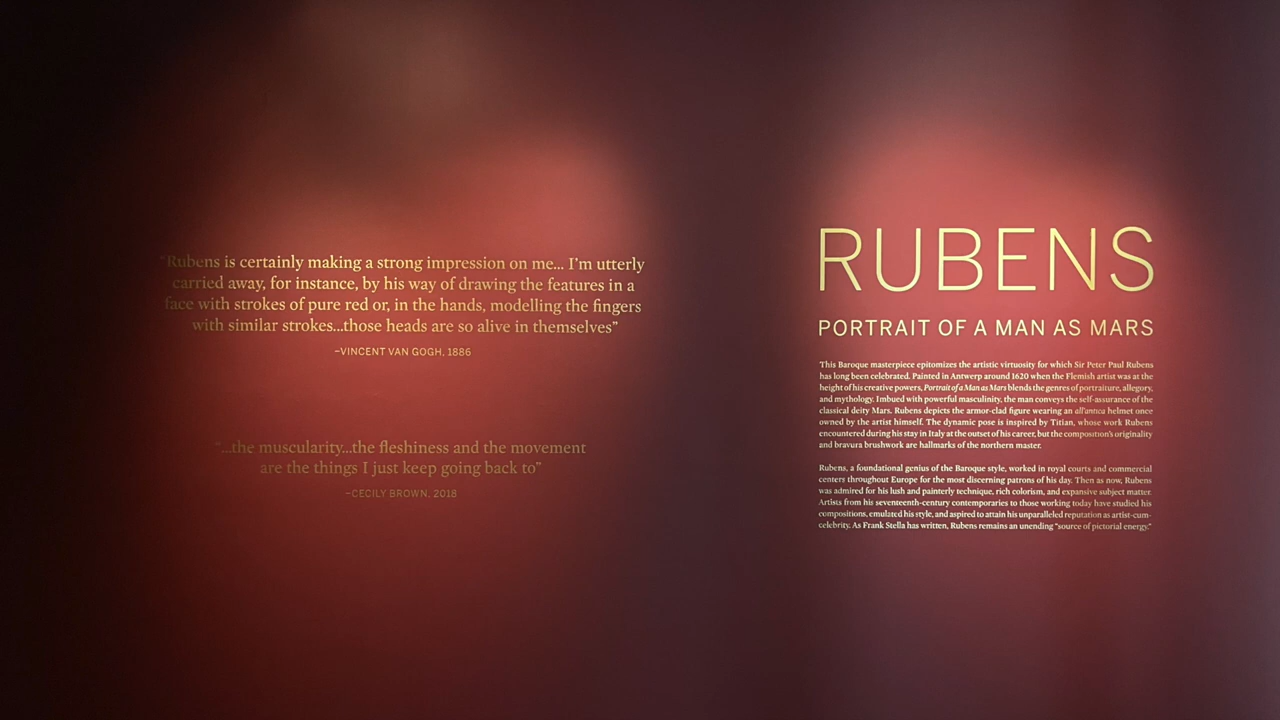 “Rubens is certainly making a strong impression on me... I’m utterly
carried away, for instance, by his way of drawing the features in a
face with strokes of pure red or, in the hands, modelling the fingers
with similar strokes...those heads are so alive in themselves”
–VINCENT VAN GOGH, 1886
“...the muscularity...the fleshiness and the movement
are the things I just keep going back to”
–CECILY BROWN, 2018
RUBENS
PORTRAIT OF A MAN AS MARS
This Baroque masterpiece epitomizes the artistic virtuosity for which Sir Peter Paul Rubens
has long been celebrated. Painted in Antwerp around 1620 when the Flemish artist was at the
height of his creative powers, Portrait of a Man as Mars blends the genres of portraiture, allegory,
and mythology. Imbued with powerful masculinity, the man conveys the self-assurance of the
classical deity Mars. Rubens depicts the armor-clad figure wearing an all’antica helmet once
owned by the artist himself. The dynamic pose is inspired by Titian, whose work Rubens
encountered during his stay in Italy at the outset of his career, but the composition’s originality
and bravura brushwork are hallmarks of the northern master.
Rubens, a foundational genius of the Baroque style, worked in royal courts and commercial
centers throughout Europe for the most discerning patrons of his day. Then as now, Rubens
was admired for his lush and painterly technique, rich colorism, and expansive subject matter.
Artists from his seventeenth-century contemporaries to those working today have studied his
compositions, emulated his style, and aspired to attain his unparalleled reputation as artist-cum-
celebrity. As Frank Stella has written, Rubens remains an unending “source of pictorial energy.”